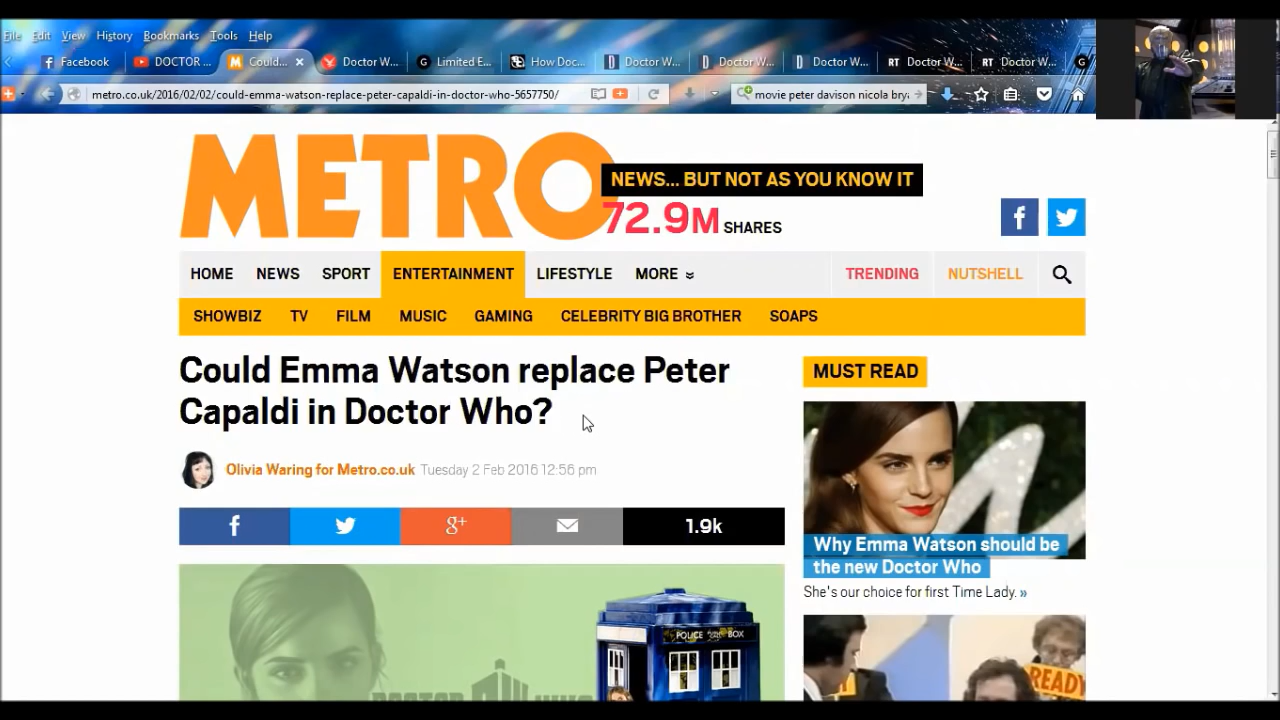 File Edit View History Bookmarks Tools Help
Facebook DOCTOR ... Could... Doctor W... Limited E... How Doc... Doctor W... Doctor W... Doctor W... Doctor W... Doctor W...
metro.co.uk/2016/02/02/could-emma-watson-replace-peter-capaldi-in-doctor-who-5657750/ movie peter davison nicola brya
METRO
NEWS... BUT NOT AS YOU KNOW IT
72.9M SHARES
HOME NEWS SPORT ENTERTAINMENT LIFESTYLE MORE TRENDING NUTSHELL
SHOWBIZ TV FILM MUSIC GAMING CELEBRITY BIG BROTHER SOAPS
Could Emma Watson replace Peter
Capaldi in Doctor Who?
Olivia Waring for Metro.co.uk Tuesday 2 Feb 2016 12:56 pm
1.9k
MUST READ
Why Emma Watson should be
the new Doctor Who
She's our choice for first Time Lady. »
POLICE BOX
DOCTOR WHO
READY